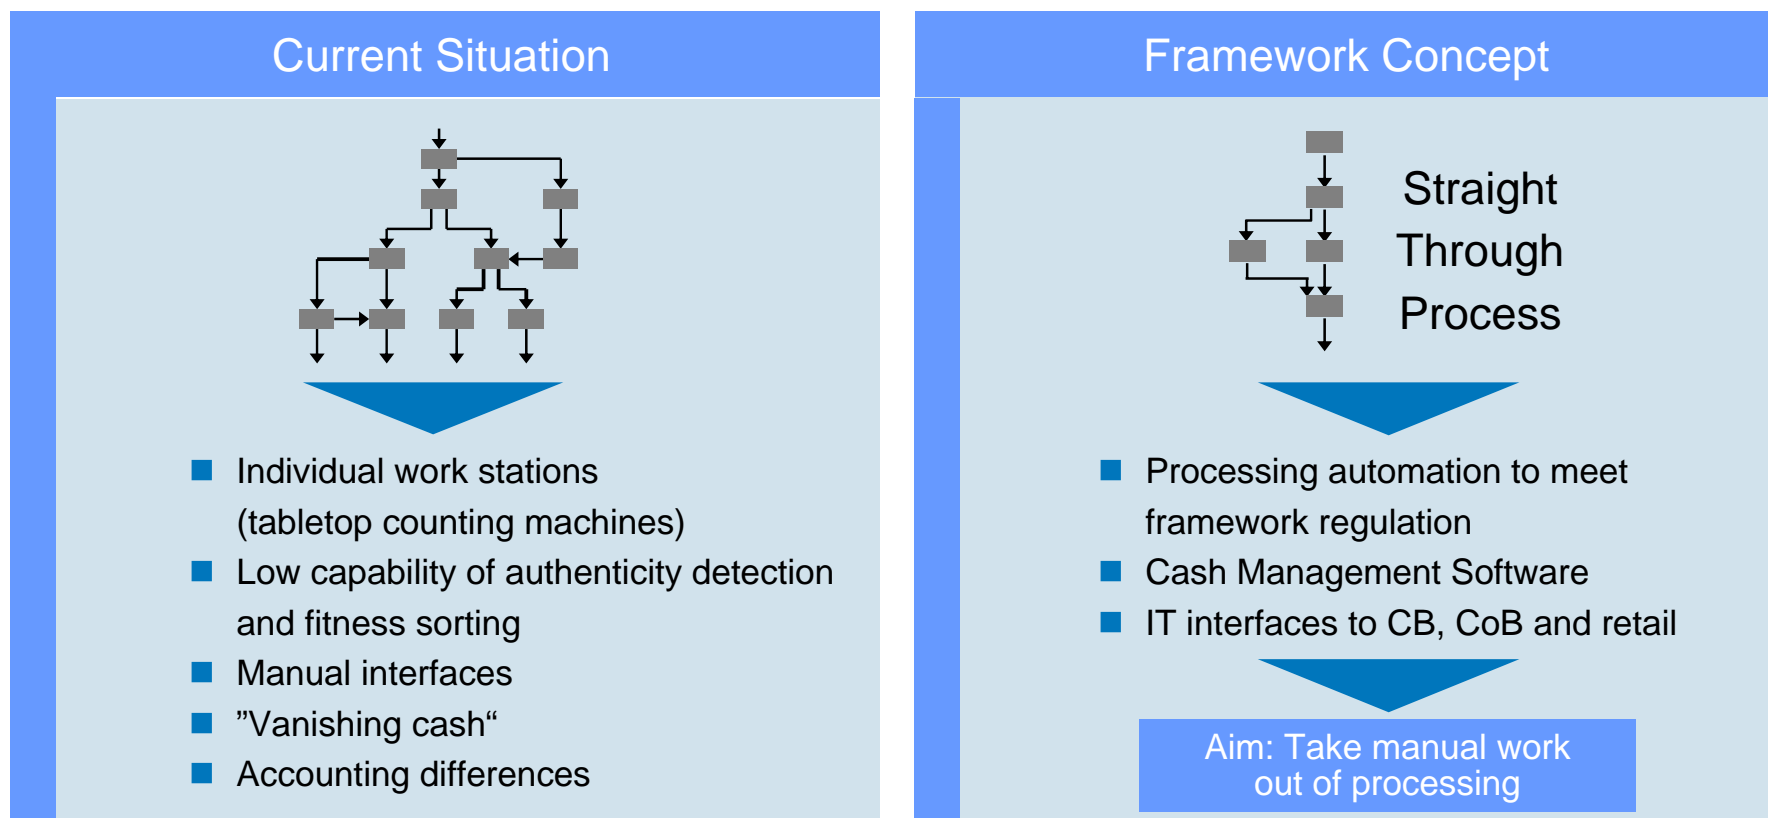 Current Situation
Individual work stations
(tabletop counting machines)
Low capability of authenticity detection
and fitness sorting
Manual interfaces
”Vanishing cash“
Accounting differences
Framework Concept
Straight
Through
Process
Processing automation to meet
framework regulation
Cash Management Software
IT interfaces to CB, CoB and retail
Aim: Take manual work
out of processing